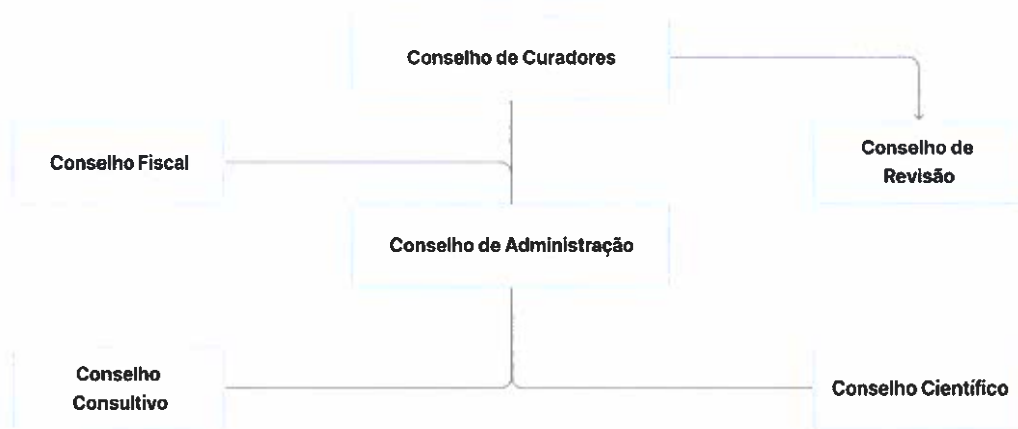 Conselho de Curadores
Conselho Fiscal
Conselho de
Revisão
Conselho de Administração
Conselho
Consultivo
Conselho Científico